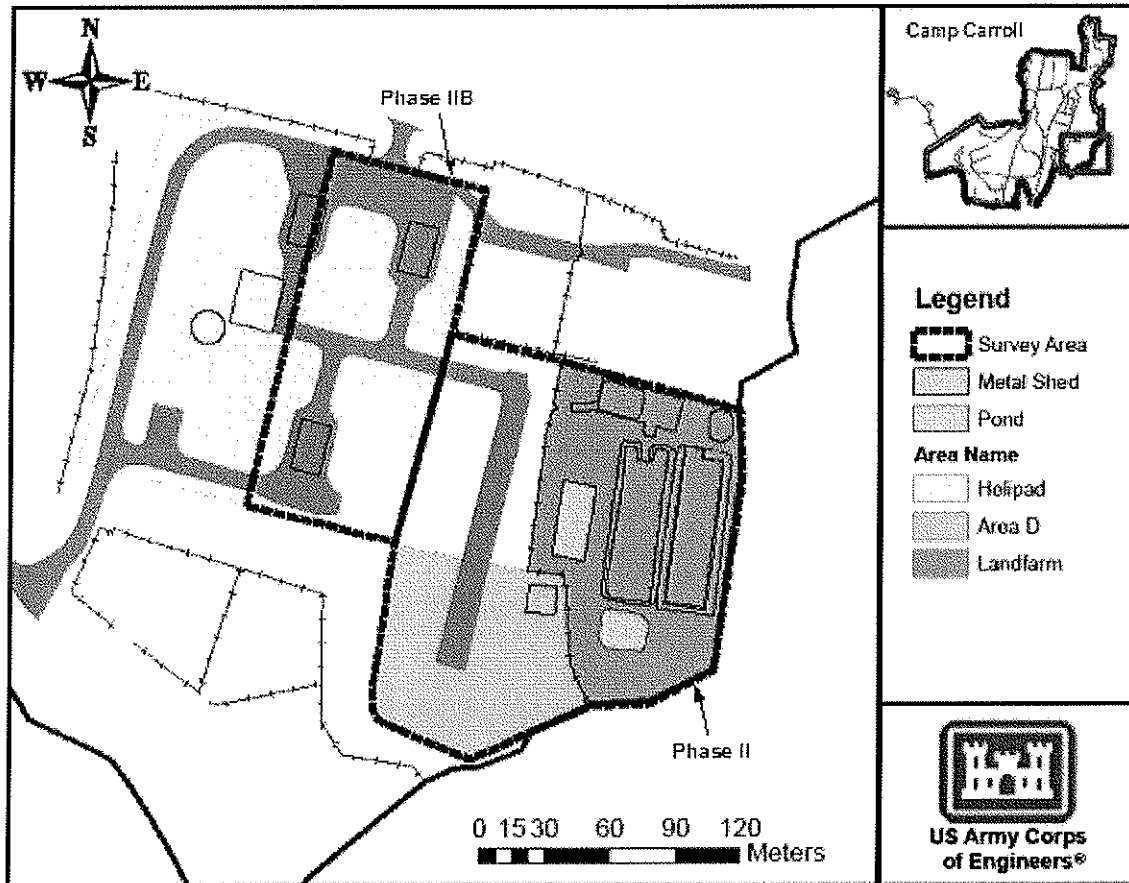 N
W E
S
Phase IIB
Phase II
0 15 30 60 90 120
Meters
Camp Carroll
Legend
Survey Area
Metal Shed
Pond
Area Name
Helipad
Area D
Landfarm
US Army Corps
of Engineers®